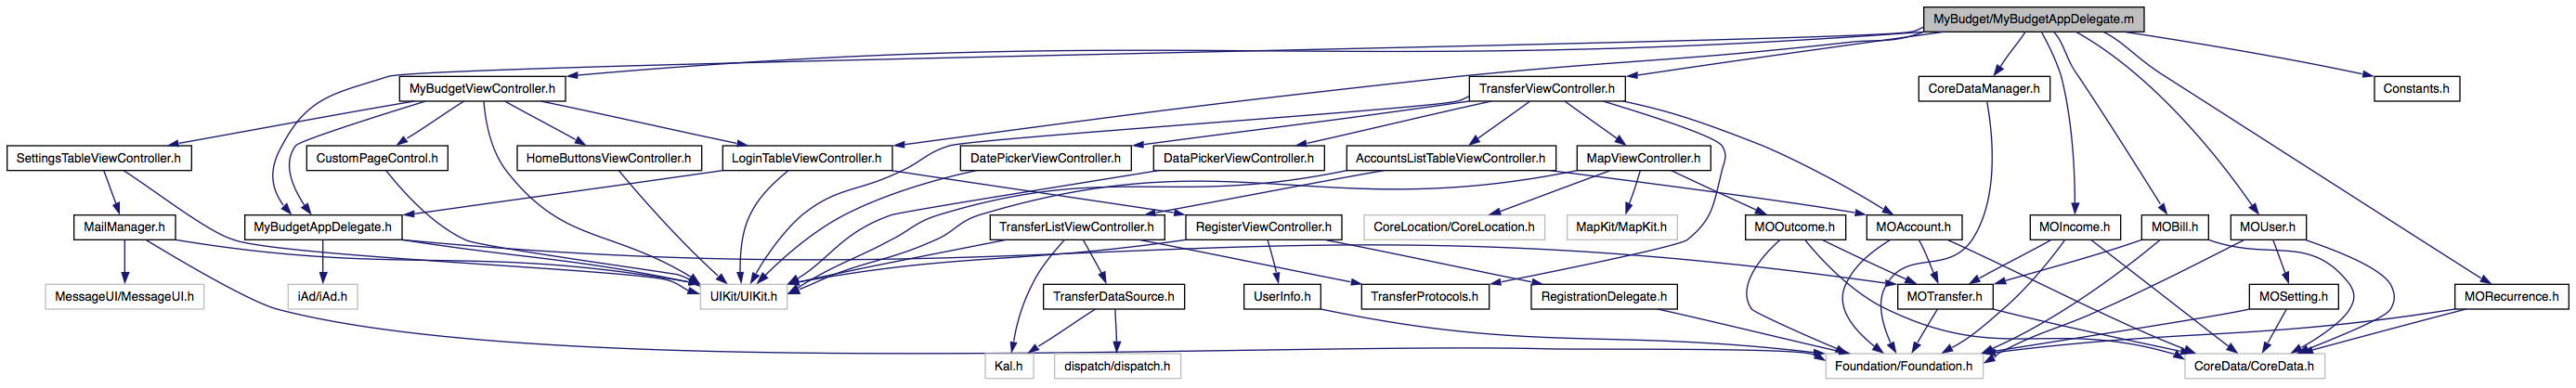 MyBudget/MyBudgetAppDelegate.m
MyBudgetViewController.h
TransferViewController.h
CoreDataManager.h
Constants.h
SettingsTableViewController.h
CustomPageControl.h
HomeButtonsViewController.h
LoginTableViewController.h
DatePickerViewController.h
DataPickerViewController.h
AccountsListTableViewController.h
MapViewController.h
MailManager.h
MyBudgetAppDelegate.h
TransferListViewController.h
RegisterViewController.h
CoreLocation/CoreLocation.h
MapKit/MapKit.h
MOOutcome.h
MOAccount.h
MOIncome.h
MOBill.h
MOUser.h
MessageUI/MessageUI.h
iAd/iAd.h
UIKit/UIKit.h
TransferDataSource.h
UserInfo.h
TransferProtocols.h
RegistrationDelegate.h
MOTransfer.h
MOSetting.h
MORecurrence.h
Kal.h
dispatch/dispatch.h
Foundation/Foundation.h
CoreData/CoreData.h